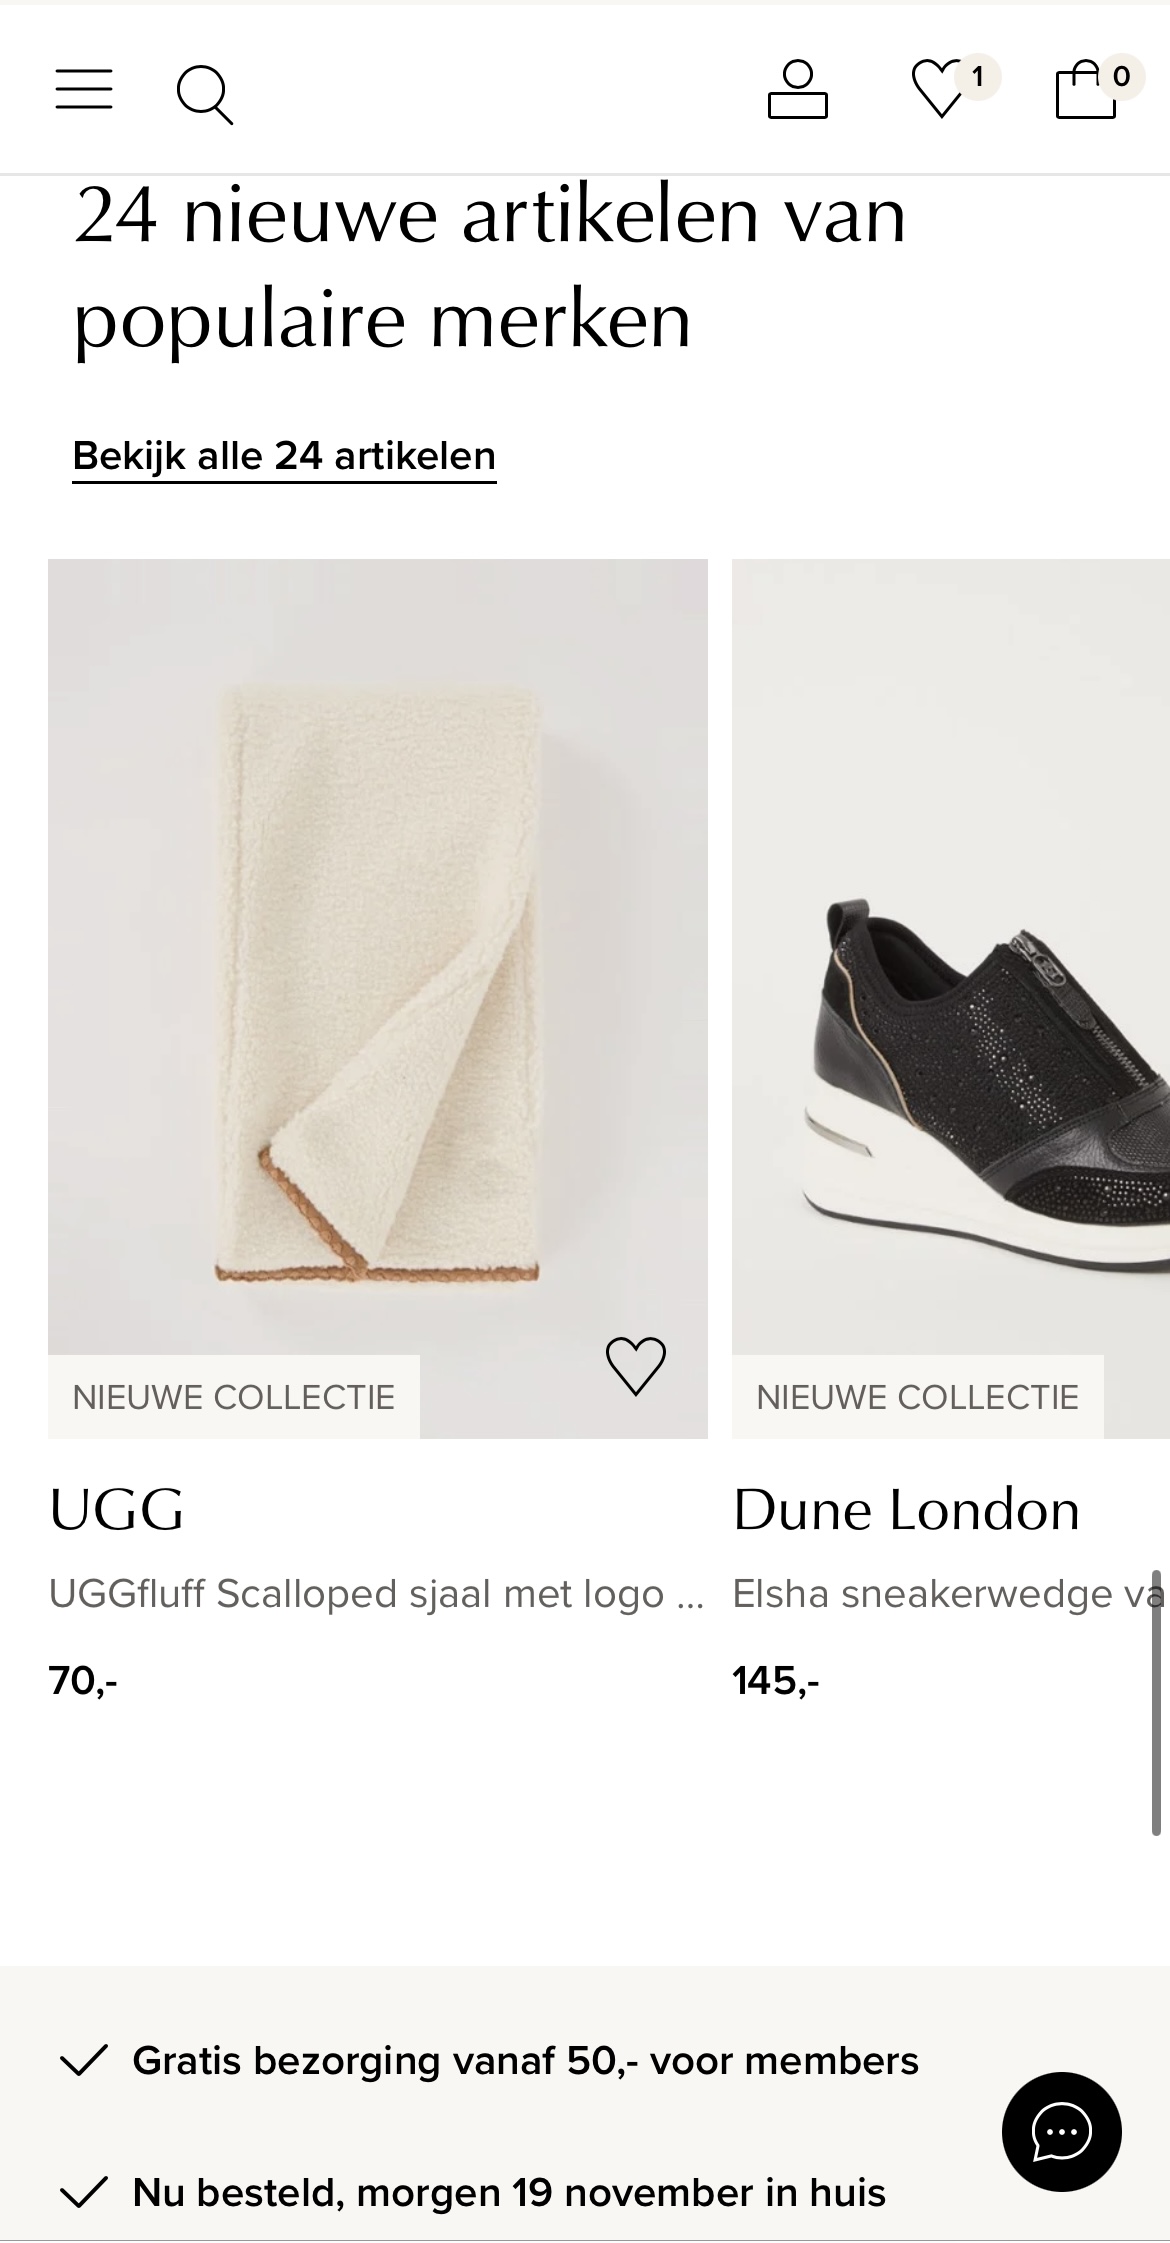 1
0
24 nieuwe artikelen van
populaire merken
Bekijk alle 24 artikelen
NIEUWE COLLECTIE
NIEUWE COLLECTIE
UGG
Dune London
UGGfluff Scalloped sjaal met logo ...
Elsha sneakerwedge va
70,-
145,-
Gratis bezorging vanaf 50,- voor members
Nu besteld, morgen 19 november in huis